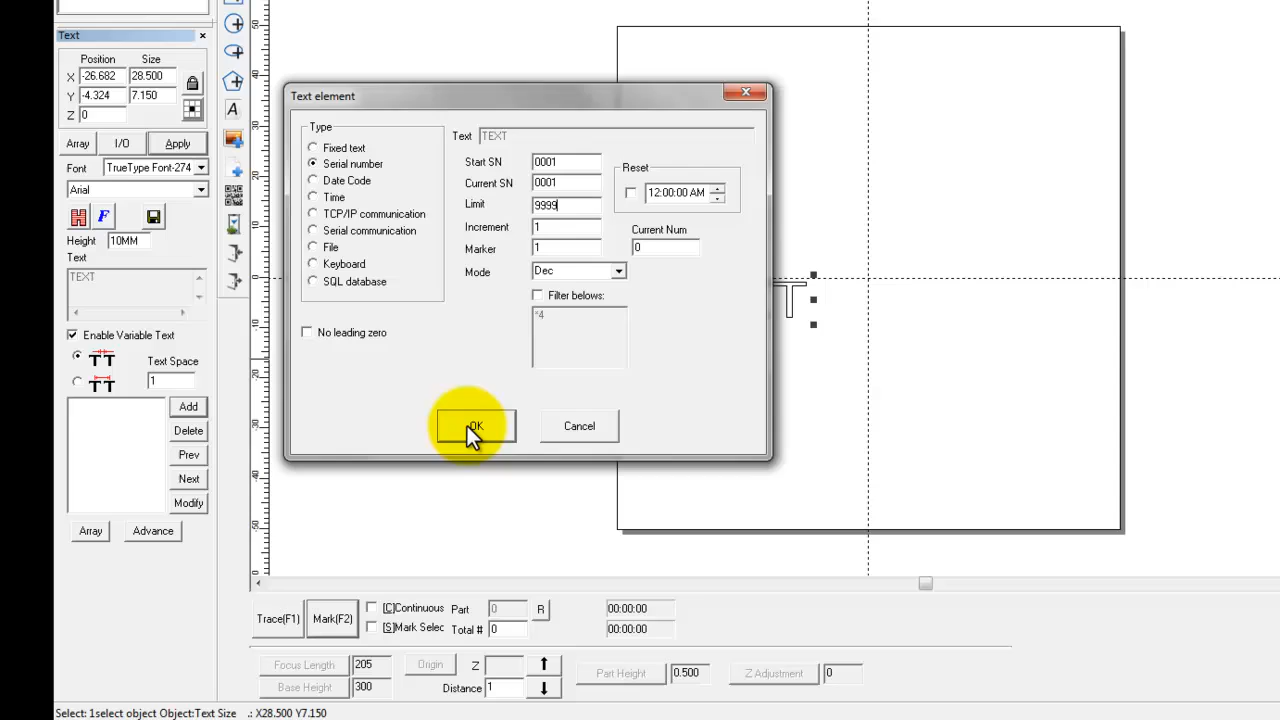 Text
Position Size
X -26.682 28.500
Y -4.324 7.150
Z 0
Array I/O Apply
Font TrueType Font-274
Arial
F
Height 10MM
Text
TEXT
Enable Variable Text
TT
Text Space
TT
1
Add
Delete
Prev
Next
Modify
Array Advance
A
Text element
Type
Fixed text
Serial number
Date Code
Time
TCP/IP communication
Serial communication
File
Keyboard
SQL database
No leading zero
Text TEXT
Start SN 0001
Current SN 0001
Limit 9999
Increment 1
Marker 1
Mode Dec
Filter belows:
*4
Reset
12:00:00 AM
Current Num
0
OK Cancel
T
Trace(F1) Mark(F2) [C]Continuous Part 0 R 00:00:00
[S]Mark Selec Total # 0 00:00:00
Focus Length 205 Origin Z Part Height 0.500 Z Adjustment 0
Base Height 300 Distance 1
Select: 1select object Object:Text Size .: X28.500 Y7.150